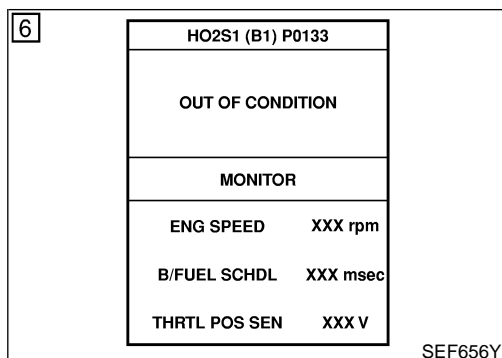 6
HO2S1 (B1) P0133
OUT OF CONDITION
MONITOR
ENG SPEED XXX rpm
B/FUEL SCHDL XXX msec
THRTL POS SEN XXX V
SEF656Y